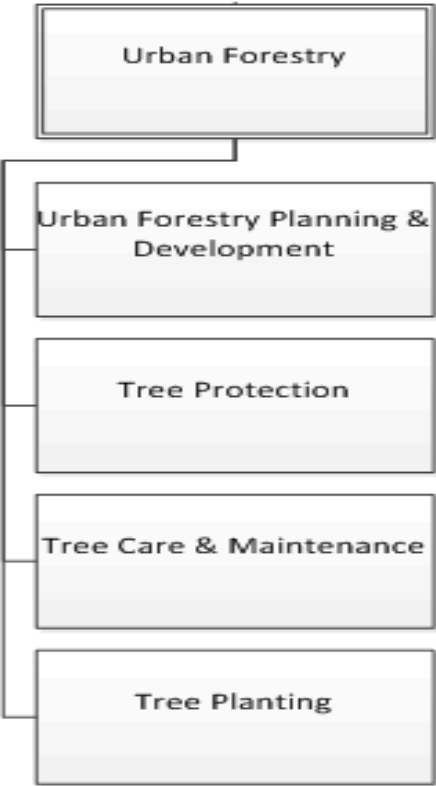 Urban Forestry
Urban Forestry Planning &
Development
Tree Protection
Tree Care & Maintenance
Tree Planting